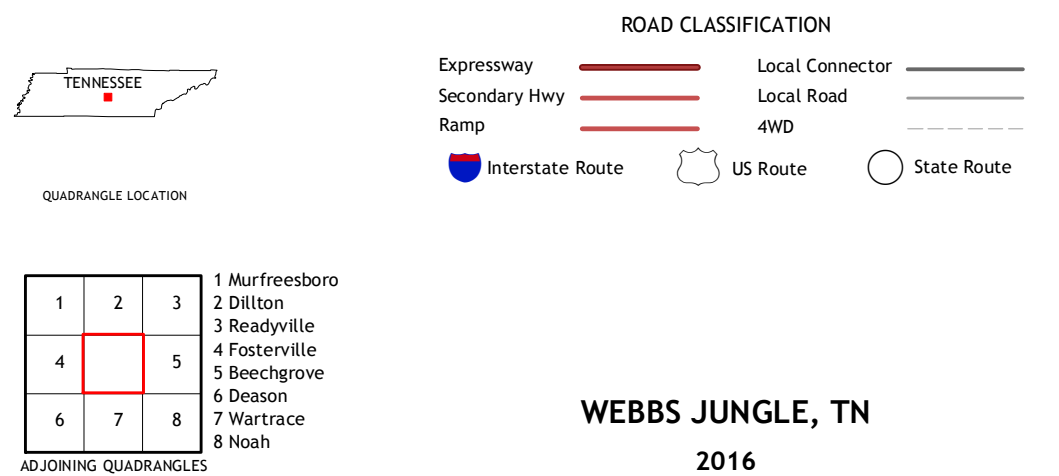 ROAD CLASSIFICATION
Expressway
Secondary Hwy
Ramp
Local Connector
Local Road
4WD
Interstate Route
US Route
State Route
TENNESSEE
QUADRANGLE LOCATION
1 2 3
4 5
6 7 8
1 Murfreesboro
2 Dillton
3 Readyville
4 Fosterville
5 Beechgrove
6 Deason
7 Wartrace
8 Noah
ADJOINING QUADRANGLES
WEBBS JUNGLE, TN
2016